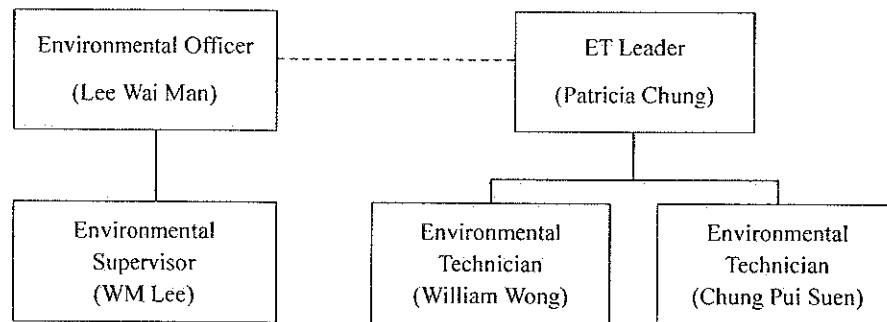 Environmental Officer
(Lee Wai Man)
ET Leader
(Patricia Chung)
Environmental
Supervisor
(WM Lee)
Environmental
Technician
(William Wong)
Environmental
Technician
(Chung Pui Suen)